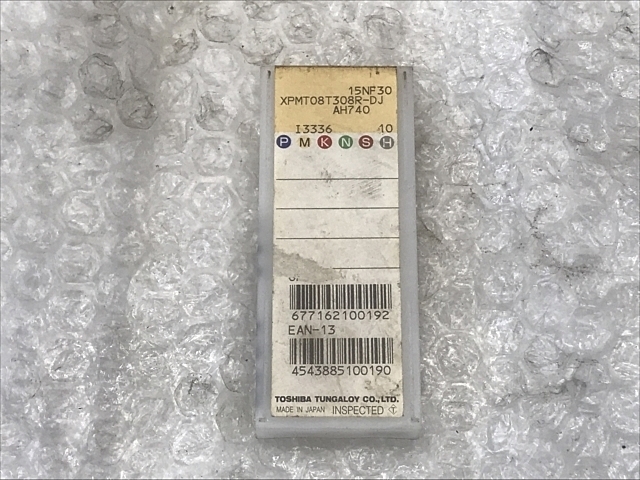 15NF30
XPMT08T308R-DJ
AH740
I3336 10
P M K N S H
677162100192
EAN-13
4543885100190
TOSHIBA TUNGALOY CO.,LTD.
MADE IN JAPAN INSPECTED T